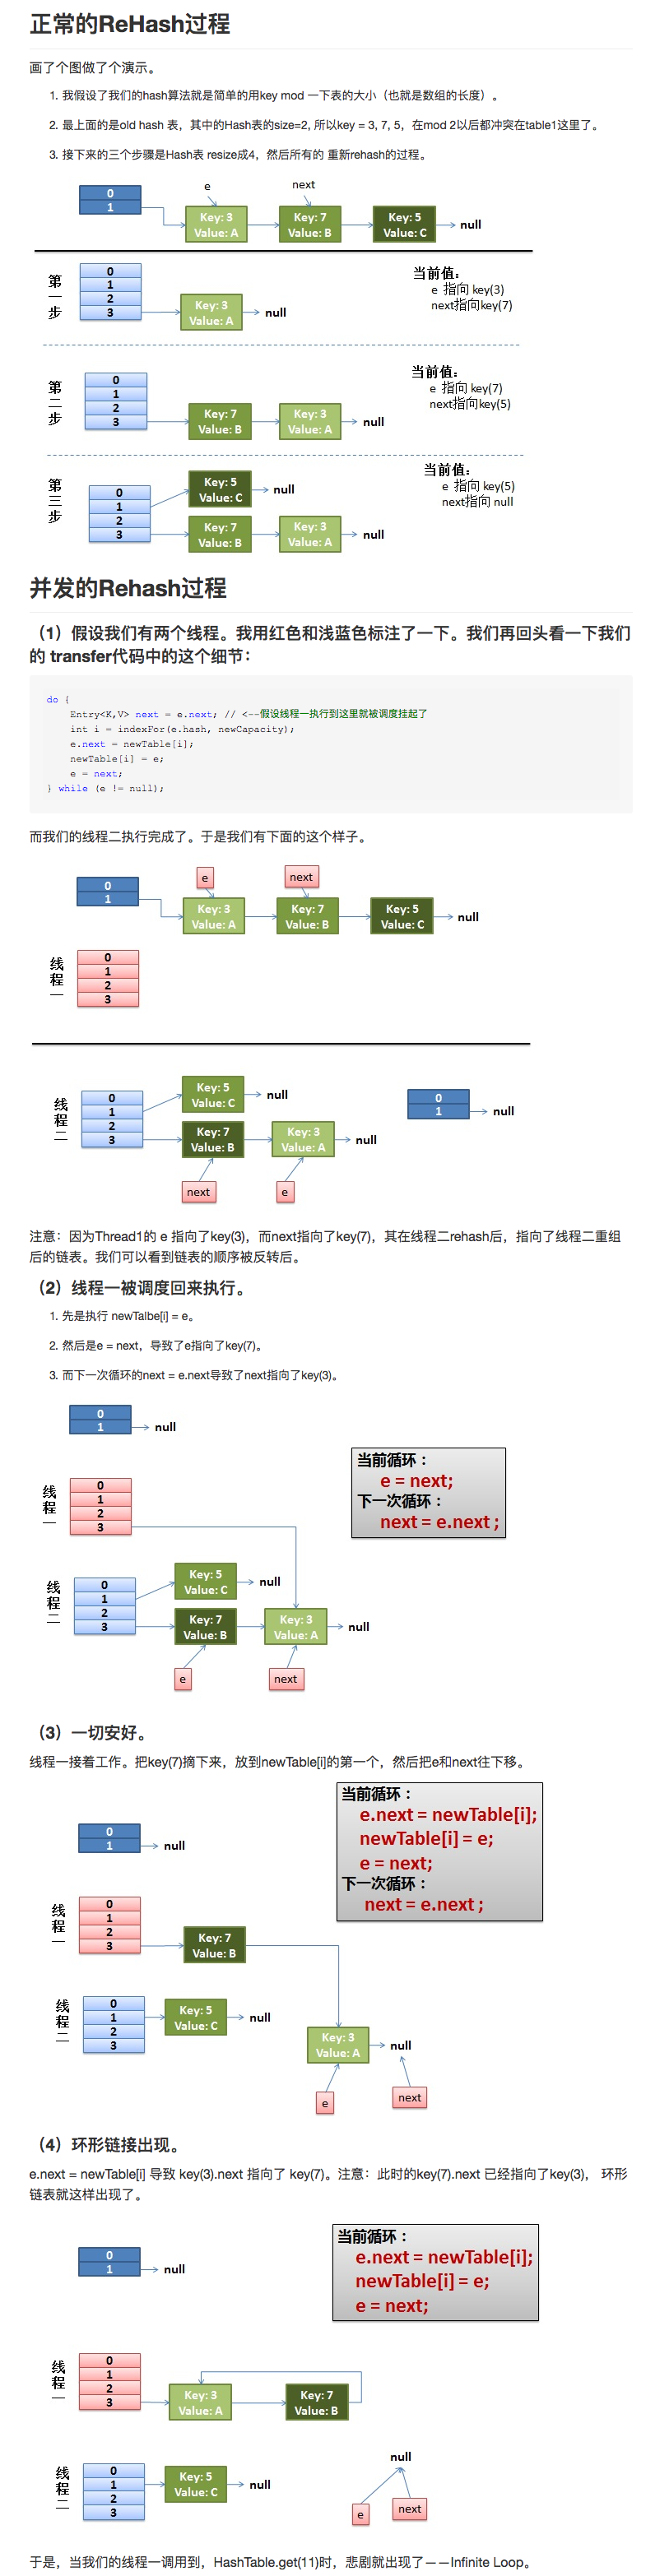 正常的ReHash过程
画了个图做了个演示。
1. 我假设了我们的hash算法就是简单的用key mod 一下表的大小（也就是数组的长度）。
2. 最上面的是old hash 表，其中的Hash表的size=2, 所以key = 3, 7, 5，在mod 2以后都冲突在table1这里了。
3. 接下来的三个步骤是Hash表 resize成4，然后所有的 重新rehash的过程。
e
next
0
1
Key: 3
Value: A
Key: 7
Value: B
Key: 5
Value: C
null
第一步
0
1
2
3
Key: 3
Value: A
null
当前值：
e 指向 key(3)
next指向key(7)
第二步
0
1
2
3
Key: 7
Value: B
Key: 3
Value: A
null
当前值：
e 指向 key(7)
next指向key(5)
第三步
0
1
2
3
Key: 5
Value: C
null
Key: 7
Value: B
Key: 3
Value: A
null
当前值：
e 指向 key(5)
next指向 null
并发的Rehash过程
（1）假设我们有两个线程。我用红色和浅蓝色标注了一下。我们再回头看一下我们
的 transfer代码中的这个细节：
do {
Entry<K,V> next = e.next; // <--假设线程一执行到这里就被调度挂起了
int i = indexFor(e.hash, newCapacity);
e.next = newTable[i];
newTable[i] = e;
e = next;
} while (e != null);
而我们的线程二执行完成了。于是我们有下面的这个样子。
e
next
0
1
Key: 3
Value: A
Key: 7
Value: B
Key: 5
Value: C
null
线程一
0
1
2
3
线程二
0
1
2
3
Key: 5
Value: C
null
Key: 7
Value: B
Key: 3
Value: A
null
0
1
null
next
e
注意：因为Thread1的 e 指向了key(3)，而next指向了key(7)，其在线程二rehash后，指向了线程二重组
后的链表。我们可以看到链表的顺序被反转后。
（2）线程一被调度回来执行。
1. 先是执行 newTalbe[i] = e。
2. 然后是e = next，导致了e指向了key(7)。
3. 而下一次循环的next = e.next导致了next指向了key(3)。
0
1
null
当前循环：
e = next;
下一次循环：
next = e.next ;
线程一
0
1
2
3
线程二
0
1
2
3
Key: 5
Value: C
null
Key: 7
Value: B
Key: 3
Value: A
null
e
next
（3）一切安好。
线程一接着工作。把key(7)摘下来，放到newTable[i]的第一个，然后把e和next往下移。
当前循环：
e.next = newTable[i];
newTable[i] = e;
e = next;
下一次循环：
next = e.next ;
0
1
null
线程一
0
1
2
3
Key: 7
Value: B
线程二
0
1
2
3
Key: 5
Value: C
null
Key: 3
Value: A
null
e
next
（4）环形链接出现。
e.next = newTable[i] 导致 key(3).next 指向了 key(7)。注意：此时的key(7).next 已经指向了key(3)， 环形
链表就这样出现了。
当前循环：
e.next = newTable[i];
newTable[i] = e;
e = next;
0
1
null
线程一
0
1
2
3
Key: 3
Value: A
Key: 7
Value: B
线程二
0
1
2
3
Key: 5
Value: C
null
null
e
next
于是，当我们的线程一调用到，HashTable.get(11)时，悲剧就出现了——Infinite Loop。